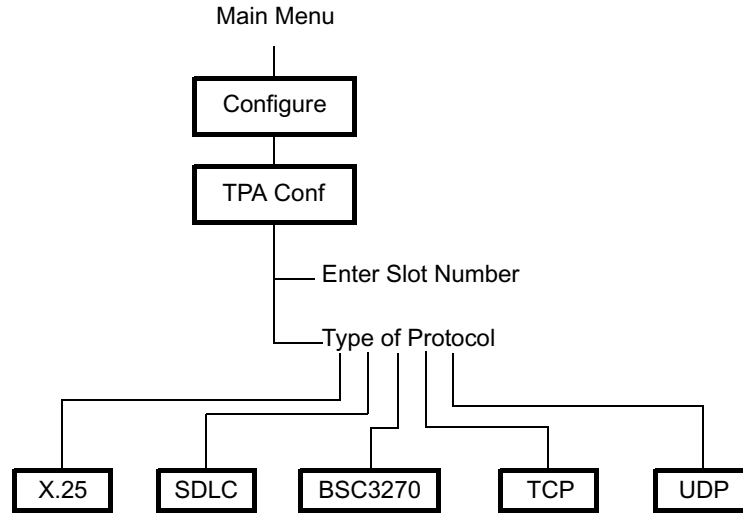 Main Menu
Configure
TPA Conf
Enter Slot Number
Type of Protocol
X.25
SDLC
BSC3270
TCP
UDP